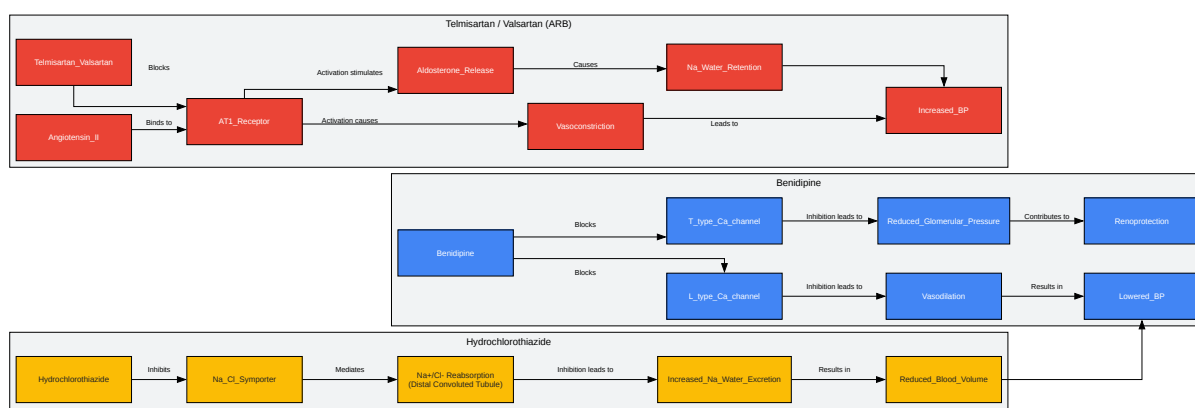 Telmisartan / Valsartan (ARB)
Telmisartan_Valsartan
Blocks
Angiotensin_II
Binds to
AT1_Receptor
Activation stimulates
Aldosterone_Release
Causes
Na_Water_Retention
Activation causes
Vasoconstriction
Leads to
Increased_BP
Benidipine
Benidipine
Blocks
T_type_Ca_channel
Inhibition leads to
Reduced_Glomerular_Pressure
Contributes to
Renoprotection
Blocks
L_type_Ca_channel
Inhibition leads to
Vasodilation
Results in
Lowered_BP
Hydrochlorothiazide
Hydrochlorothiazide
Inhibits
Na_Cl_Symporter
Mediates
Na+/Cl- Reabsorption
(Distal Convoluted Tubule)
Inhibition leads to
Increased_Na_Water_Excretion
Results in
Reduced_Blood_Volume